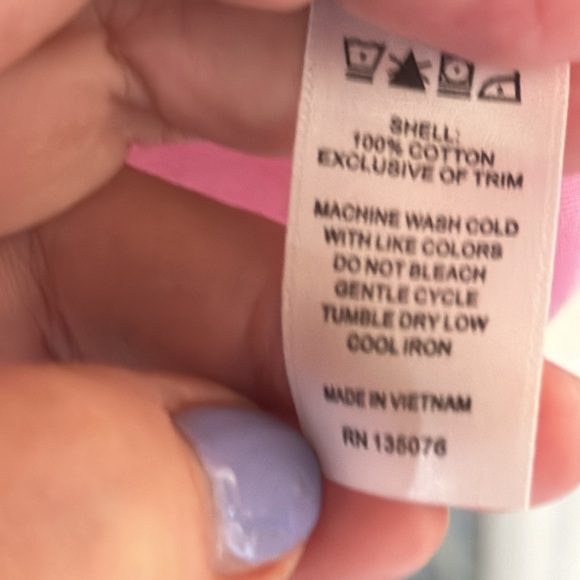 SHELL:
100% COTTON
EXCLUSIVE OF TRIM
MACHINE WASH COLD
WITH LIKE COLORS
DO NOT BLEACH
GENTLE CYCLE
TUMBLE DRY LOW
COOL IRON
MADE IN VIETNAM
RN 135076